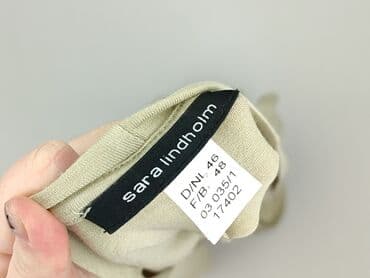 sara lindholm
D/NL 46
F/B. 48
03 035/1
17402